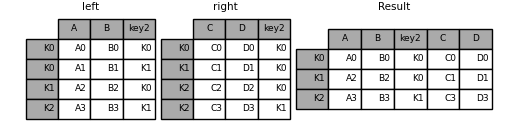 left
A B key2
K0 A0 B0 K0
K0 A1 B1 K1
K1 A2 B2 K0
K2 A3 B3 K1
right
C D key2
K0 C0 D0 K0
K1 C1 D1 K0
K2 C2 D2 K0
K2 C3 D3 K1
Result
A B key2 C D
K0 A0 B0 K0 C0 D0
K1 A2 B2 K0 C1 D1
K2 A3 B3 K1 C3 D3